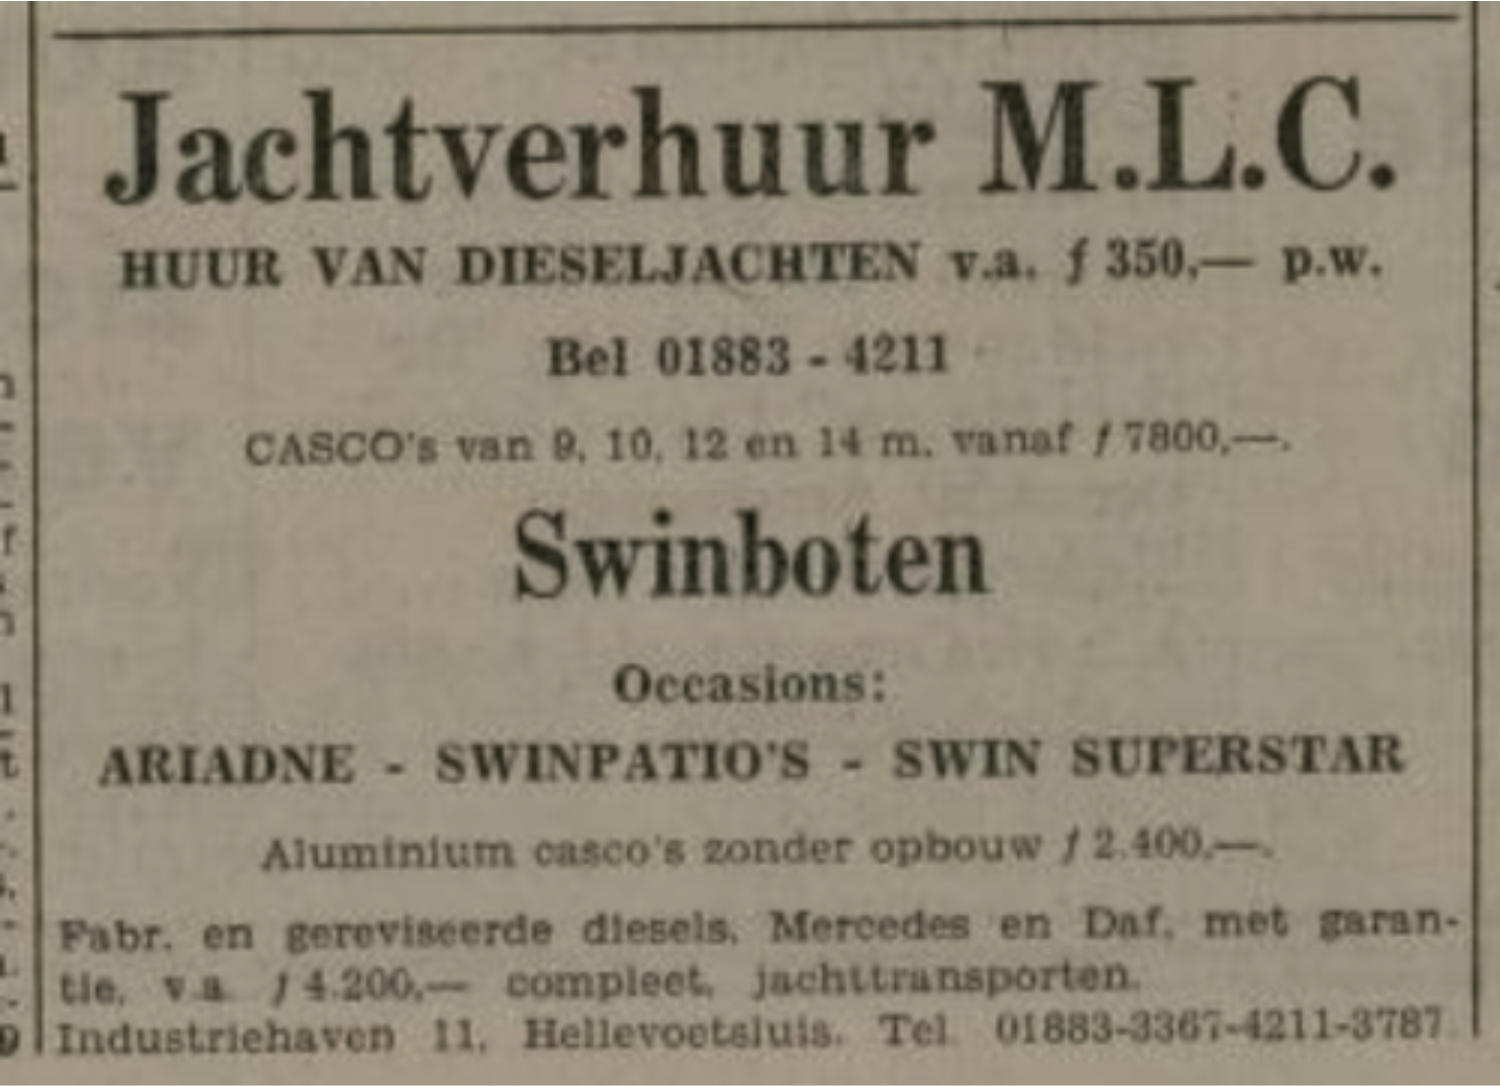 Jachtverhuur M.L.C.
HUUR VAN DIESELJACHTEN v.a. ƒ 350,— p.w.
Bel 01883 - 4211
CASCO's van 9, 10, 12 en 14 m. vanaf ƒ 7800,—.
Swinboten
Occasions:
ARIADNE - SWINPATIO'S - SWIN SUPERSTAR
Aluminium casco's zonder opbouw ƒ 2.400,—.
Fabr. en gereviseerde diesels, Mercedes en Daf, met garan-
tie, v.a. ƒ 4.200,— compleet, jachttransporten.
Industriehaven 11, Hellevoetsluis. Tel. 01883-3367-4211-3787